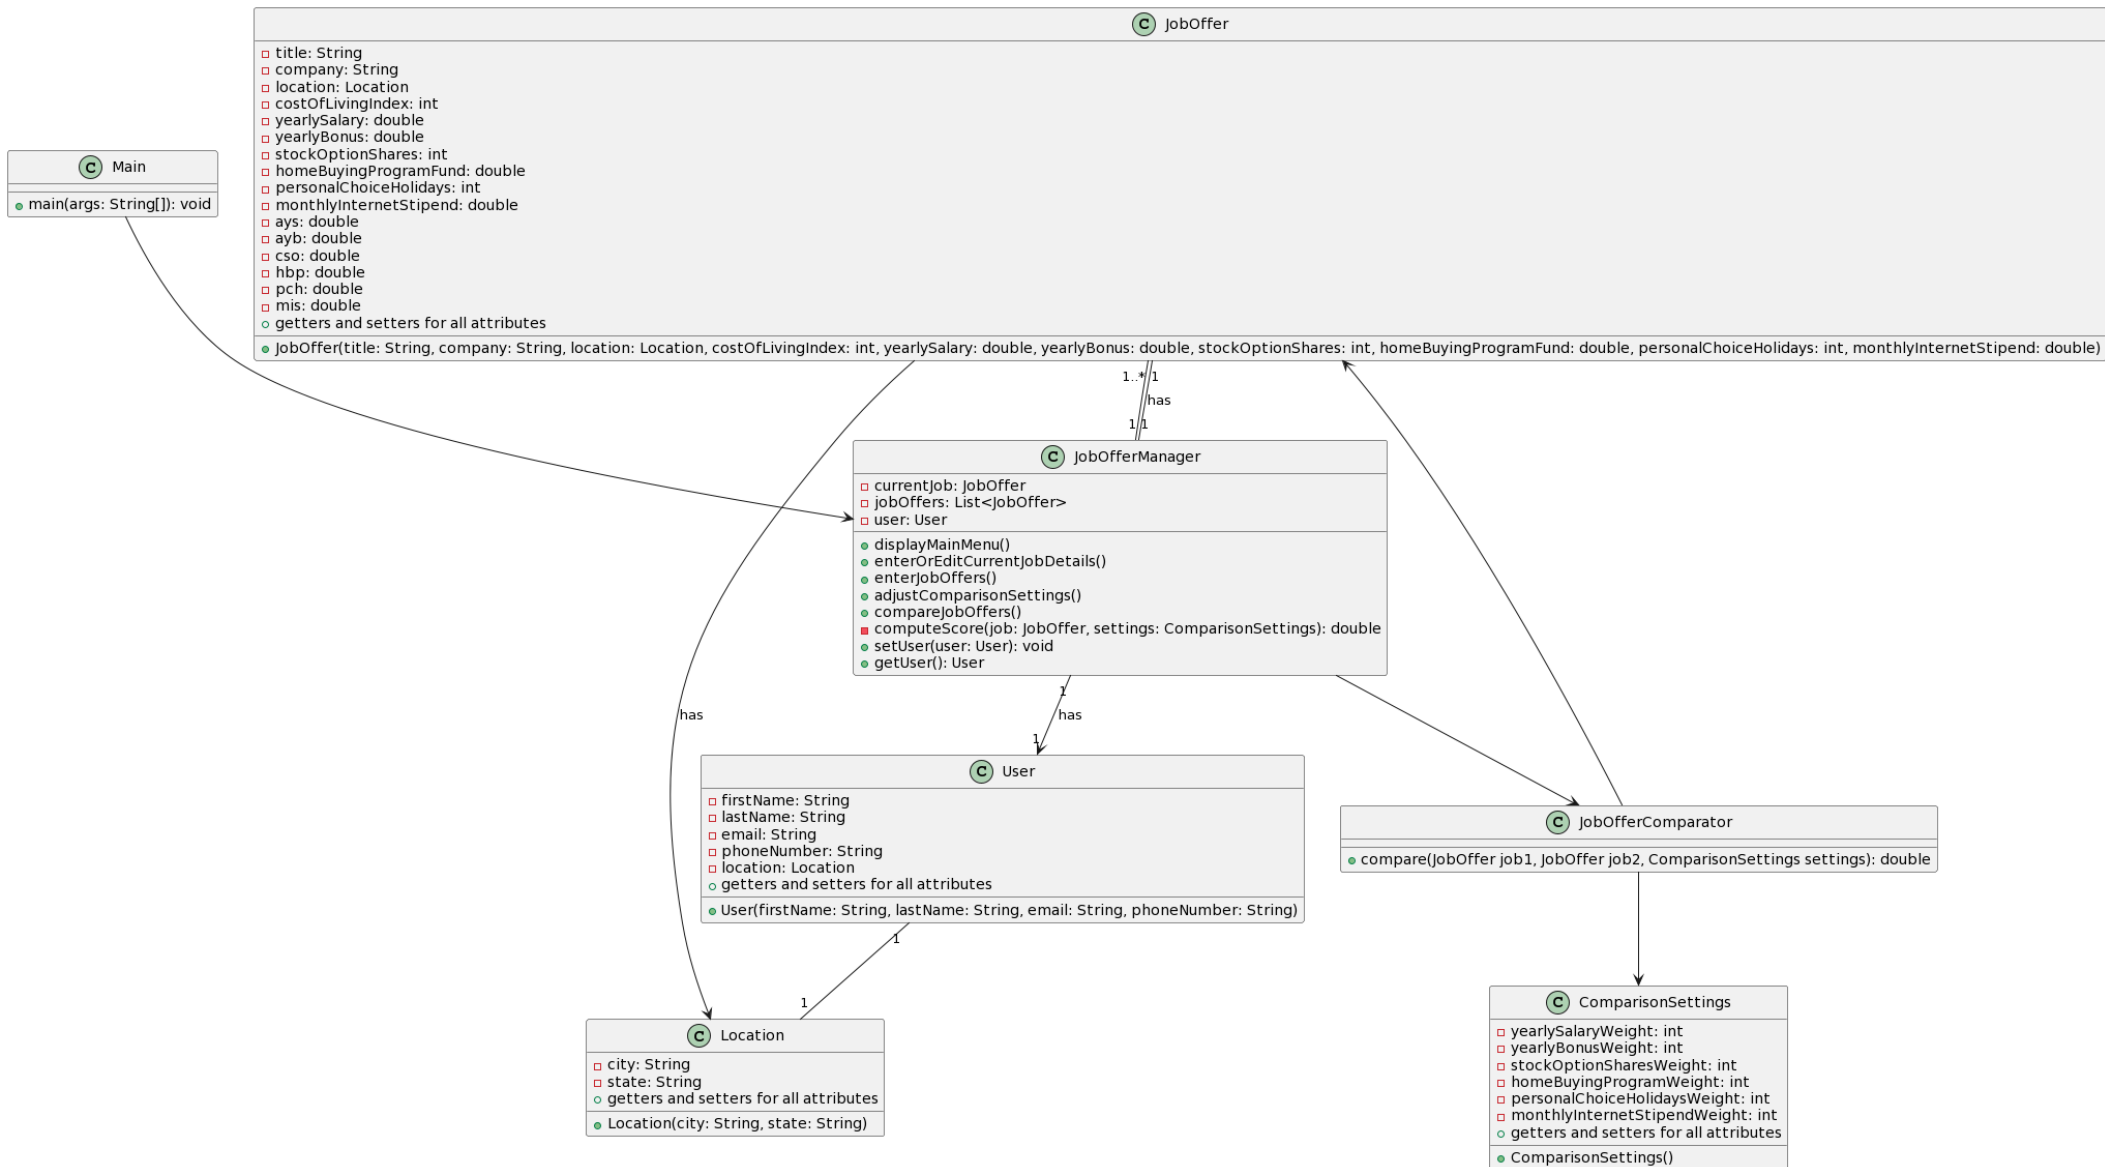 C JobOffer
title: String
company: String
location: Location
costOfLivingIndex: int
yearlySalary: double
yearlyBonus: double
stockOptionShares: int
homeBuyingProgramFund: double
personalChoiceHolidays: int
monthlyInternetStipend: double
ays: double
ayb: double
cso: double
hbp: double
pch: double
mis: double
getters and setters for all attributes
JobOffer(title: String, company: String, location: Location, costOfLivingIndex: int, yearlySalary: double, yearlyBonus: double, stockOptionShares: int, homeBuyingProgramFund: double, personalChoiceHolidays: int, monthlyInternetStipend: double)
C Main
main(args: String[]): void
1..* 1
has
1 1
C JobOfferManager
currentJob: JobOffer
jobOffers: List<JobOffer>
user: User
displayMainMenu()
enterOrEditCurrentJobDetails()
enterJobOffers()
adjustComparisonSettings()
compareJobOffers()
computeScore(job: JobOffer, settings: ComparisonSettings): double
setUser(user: User): void
getUser(): User
has
1
has
1
C User
firstName: String
lastName: String
email: String
phoneNumber: String
location: Location
getters and setters for all attributes
User(firstName: String, lastName: String, email: String, phoneNumber: String)
C JobOfferComparator
compare(JobOffer job1, JobOffer job2, ComparisonSettings settings): double
1
1
C Location
city: String
state: String
getters and setters for all attributes
Location(city: String, state: String)
C ComparisonSettings
yearlySalaryWeight: int
yearlyBonusWeight: int
stockOptionSharesWeight: int
homeBuyingProgramWeight: int
personalChoiceHolidaysWeight: int
monthlyInternetStipendWeight: int
getters and setters for all attributes
ComparisonSettings()